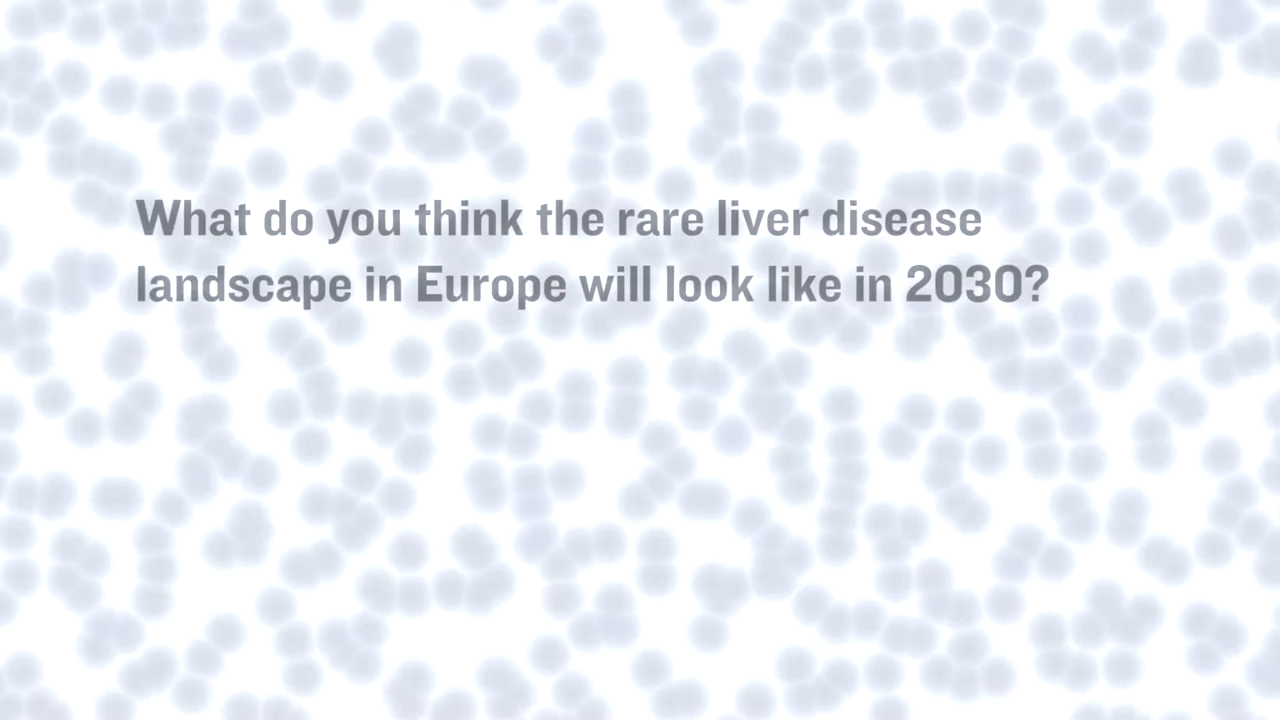 What do you think the rare liver disease
landscape in Europe will look like in 2030?